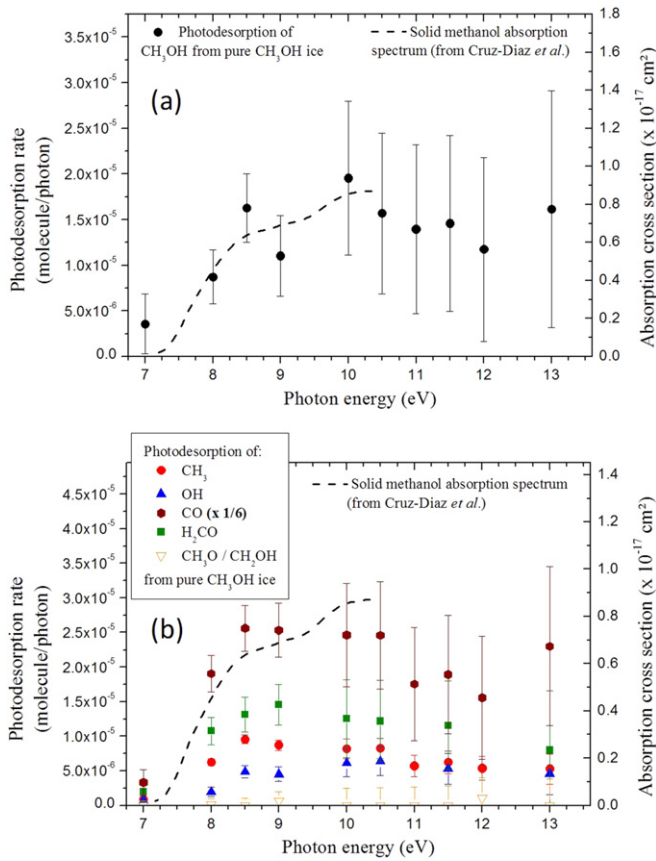 Photodesorption of
CH₃OH from pure CH₃OH ice
Solid methanol absorption
spectrum (from Cruz-Diaz et al.)
(a)
3.5x10⁻⁵
3.0x10⁻⁵
2.5x10⁻⁵
2.0x10⁻⁵
1.5x10⁻⁵
1.0x10⁻⁵
5.0x10⁻⁶
0.0
Photodesorption rate
(molecule/photon)
1.8
1.6
1.4
1.2
1.0
0.8
0.6
0.4
0.2
0.0
Absorption cross section (x 10⁻¹⁷ cm²)
7 8 9 10 11 12 13
Photon energy (eV)
Photodesorption of:
CH₃
OH
CO (x 1/6)
H₂CO
CH₃O / CH₂OH
from pure CH₃OH ice
Solid methanol absorption spectrum
(from Cruz-Diaz et al.)
(b)
4.5x10⁻⁵
4.0x10⁻⁵
3.5x10⁻⁵
3.0x10⁻⁵
2.5x10⁻⁵
2.0x10⁻⁵
1.5x10⁻⁵
1.0x10⁻⁵
5.0x10⁻⁶
0.0
Photodesorption rate
(molecule/photon)
1.4
1.2
1.0
0.8
0.6
0.4
0.2
0.0
Absorption cross section (x 10⁻¹⁷ cm²)
7 8 9 10 11 12 13
Photon energy (eV)